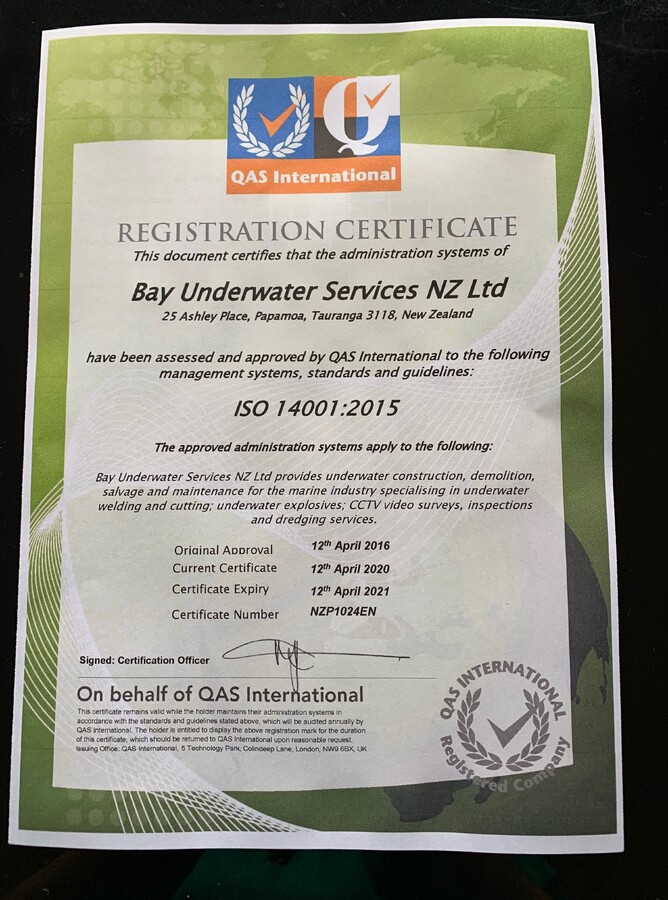 QAS International
REGISTRATION CERTIFICATE
This document certifies that the administration systems of
Bay Underwater Services NZ Ltd
25 Ashley Place, Papamoa, Tauranga 3118, New Zealand
have been assessed and approved by QAS International to the following
management systems, standards and guidelines:
ISO 14001:2015
The approved administration systems apply to the following:
Bay Underwater Services NZ Ltd provides underwater construction, demolition,
salvage and maintenance for the marine industry specialising in underwater
welding and cutting; underwater explosives; CCTV video surveys, inspections
and dredging services.
Original Approval 12th April 2016
Current Certificate 12th April 2020
Certificate Expiry 12th April 2021
Certificate Number NZP1024EN
Signed: Certification Officer
On behalf of QAS International
This certificate remains valid while the holder maintains their administration systems in
accordance with the standards and guidelines stated above, which will be audited annually by
QAS International. The holder is entitled to display the above registration mark for the duration
of this certificate, which should be returned to QAS International upon reasonable request.
Issuing Office: QAS International, 5 Technology Park, Colindeep Lane, London, NW9 6BX, UK
QAS INTERNATIONAL
Registered Company